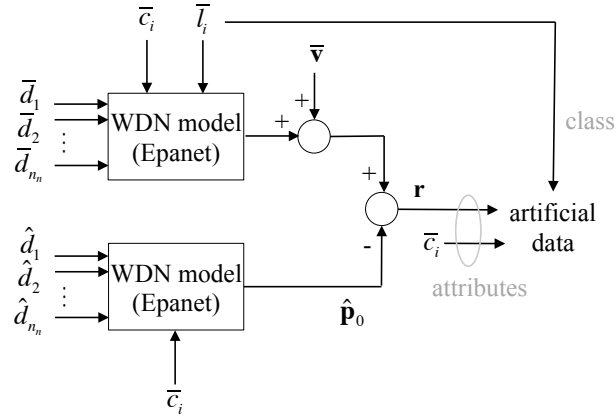 c̅ᵢ l̅ᵢ
v̅
d̅₁
d̅₂
⋮
d̅ₙₙ
WDN model
(Epanet)
+
+
+
-
class
r
c̅ᵢ
artificial
data
attributes
d̂₁
d̂₂
⋮
d̂ₙₙ
WDN model
(Epanet)
p̂₀
c̅ᵢ